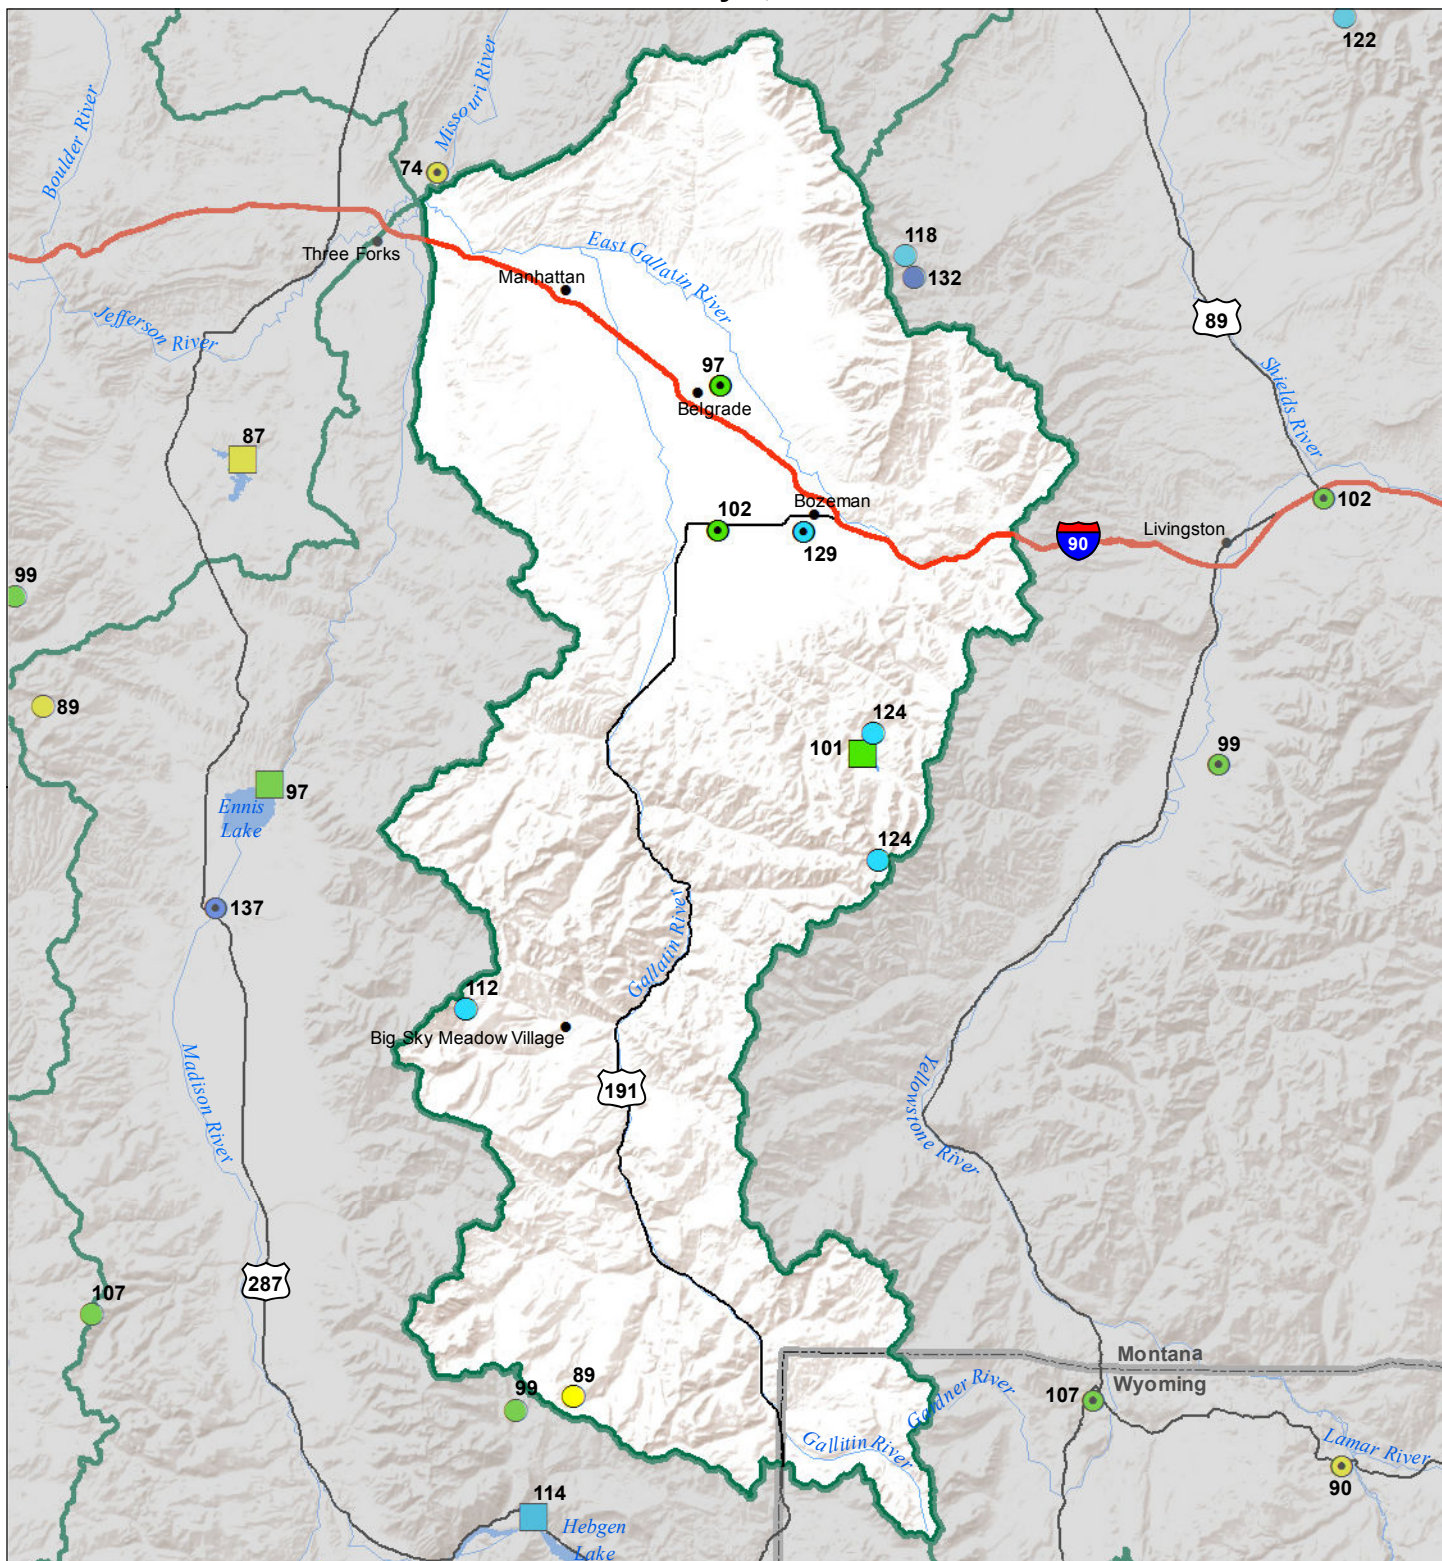 122
Missouri River
Boulder River
74
118
Three Forks
East Gallatin River
132
Manhattan
Jefferson River
89
97
Shields River
Belgrade
87
102
Bozeman
102
129
90
Livingston
99
89
124
101
99
97
Ennis
Lake
124
137
Gallatin River
112
Big Sky Meadow Village
Madison River
191
Yellowstone River
287
107
Montana
Wyoming
89
99
107
Gardner River
Gallitin River
Lamar River
90
114
Hebgen
Lake